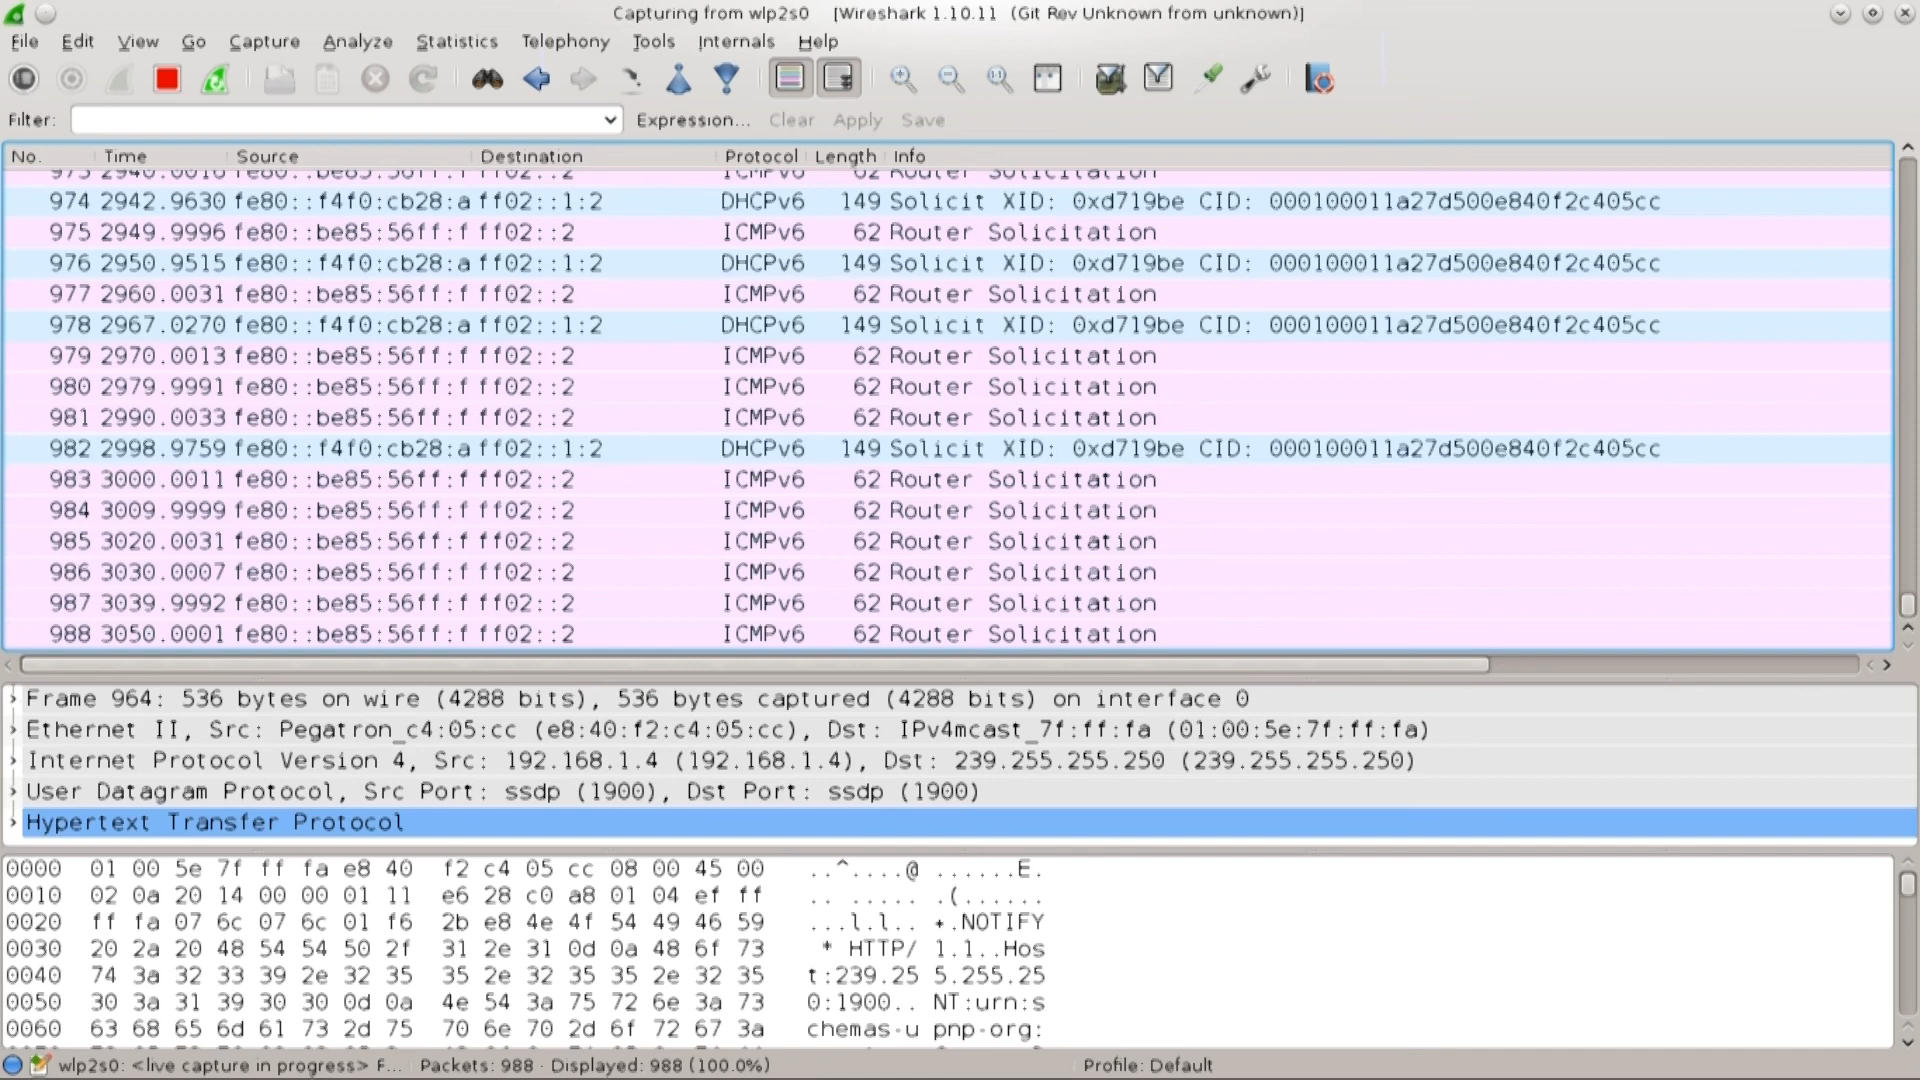 Capturing from wlp2s0 [Wireshark 1.10.11 (Git Rev Unknown from unknown)]
File Edit View Go Capture Analyze Statistics Telephony Tools Internals Help
Filter: Expression... Clear Apply Save
No. Time Source Destination Protocol Length Info
974 2942.9630 fe80::f4f0:cb28:a ff02::1:2 DHCPv6 149 Solicit XID: 0xd719be CID: 000100011a27d500e840f2c405cc
975 2949.9996 fe80::be85:56ff:f ff02::2 ICMPv6 62 Router Solicitation
976 2950.9515 fe80::f4f0:cb28:a ff02::1:2 DHCPv6 149 Solicit XID: 0xd719be CID: 000100011a27d500e840f2c405cc
977 2960.0031 fe80::be85:56ff:f ff02::2 ICMPv6 62 Router Solicitation
978 2967.0270 fe80::f4f0:cb28:a ff02::1:2 DHCPv6 149 Solicit XID: 0xd719be CID: 000100011a27d500e840f2c405cc
979 2970.0013 fe80::be85:56ff:f ff02::2 ICMPv6 62 Router Solicitation
980 2979.9991 fe80::be85:56ff:f ff02::2 ICMPv6 62 Router Solicitation
981 2990.0033 fe80::be85:56ff:f ff02::2 ICMPv6 62 Router Solicitation
982 2998.9759 fe80::f4f0:cb28:a ff02::1:2 DHCPv6 149 Solicit XID: 0xd719be CID: 000100011a27d500e840f2c405cc
983 3000.0011 fe80::be85:56ff:f ff02::2 ICMPv6 62 Router Solicitation
984 3009.9999 fe80::be85:56ff:f ff02::2 ICMPv6 62 Router Solicitation
985 3020.0031 fe80::be85:56ff:f ff02::2 ICMPv6 62 Router Solicitation
986 3030.0007 fe80::be85:56ff:f ff02::2 ICMPv6 62 Router Solicitation
987 3039.9992 fe80::be85:56ff:f ff02::2 ICMPv6 62 Router Solicitation
988 3050.0001 fe80::be85:56ff:f ff02::2 ICMPv6 62 Router Solicitation
Frame 964: 536 bytes on wire (4288 bits), 536 bytes captured (4288 bits) on interface 0
Ethernet II, Src: Pegatron_c4:05:cc (e8:40:f2:c4:05:cc), Dst: IPv4mcast_7f:ff:fa (01:00:5e:7f:ff:fa)
Internet Protocol Version 4, Src: 192.168.1.4 (192.168.1.4), Dst: 239.255.255.250 (239.255.255.250)
User Datagram Protocol, Src Port: ssdp (1900), Dst Port: ssdp (1900)
Hypertext Transfer Protocol
0000 01 00 5e 7f ff fa e8 40 f2 c4 05 cc 08 00 45 00 ..^....@ ......E.
0010 02 0a 20 14 00 00 01 11 e6 28 c0 a8 01 04 ef ff .. ..... .(......
0020 ff fa 07 6c 07 6c 01 f6 2b e8 4e 4f 54 49 46 59 ...l.l.. +.NOTIFY
0030 20 2a 20 48 54 54 50 2f 31 2e 31 0d 0a 48 6f 73 * HTTP/ 1.1..Hos
0040 74 3a 32 33 39 2e 32 35 35 2e 32 35 35 2e 32 35 t:239.25 5.255.25
0050 30 3a 31 39 30 30 0d 0a 4e 54 3a 75 72 6e 3a 73 0:1900.. NT:urn:s
0060 63 68 65 6d 61 73 2d 75 70 6e 70 2d 6f 72 67 3a chemas-u pnp-org:
wlp2s0: <live capture in progress> F... Packets: 988 · Displayed: 988 (100.0%) Profile: Default